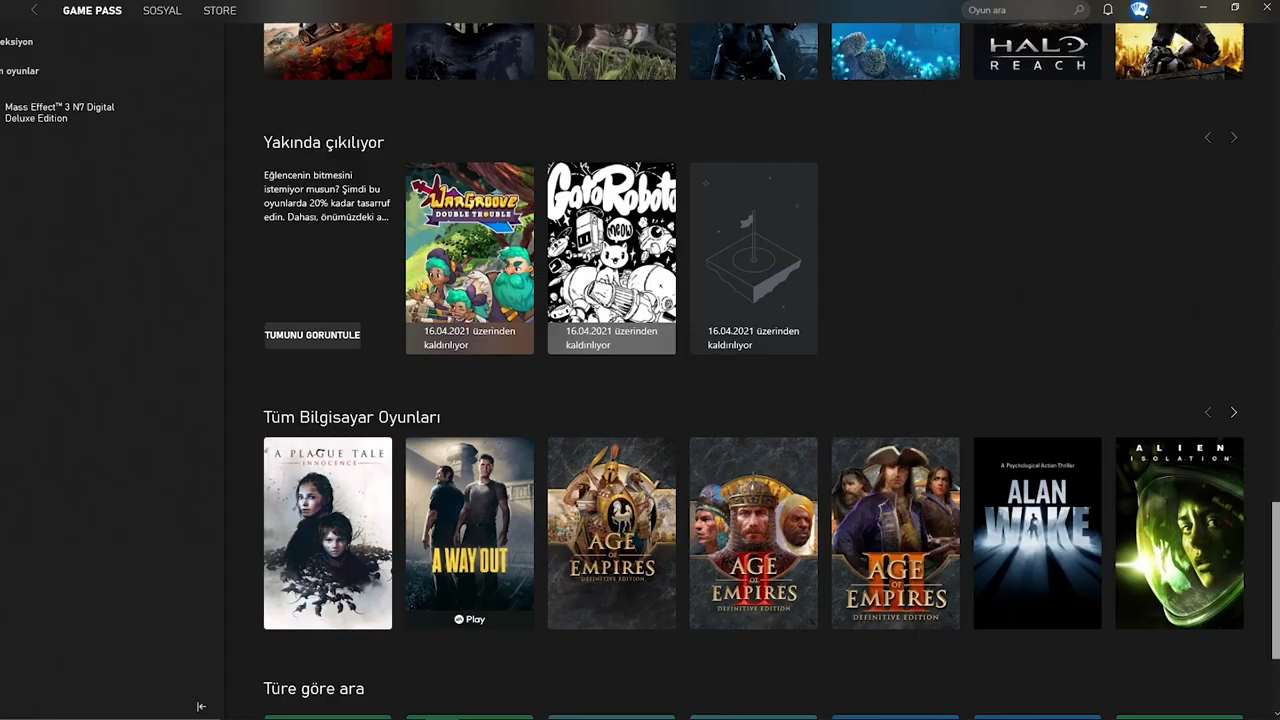 GAME PASS
SOSYAL
STORE
Oyun ara
eksiyon
n oyunlar
Mass Effect™ 3 N7 Digital
Deluxe Edition
HALO
REACH
Yakında çıkılıyor
Eğlencenin bitmesini
istemiyor musun? Şimdi bu
oyunlarda 20% kadar tasarruf
edin. Dahası, önümüzdeki a...
TUMUNU GORUNTULE
WARGROOVE
DOUBLE TROUBLE
16.04.2021 üzerinden
kaldırılıyor
Gato Roboto
meow
16.04.2021 üzerinden
kaldırılıyor
16.04.2021 üzerinden
kaldırılıyor
Tüm Bilgisayar Oyunları
A PLAGUE TALE
INNOCENCE
A WAY OUT
EA Play
AGE
OF
EMPIRES
DEFINITIVE EDITION
II
AGE
OF
EMPIRES
DEFINITIVE EDITION
III
AGE
OF
EMPIRES
DEFINITIVE EDITION
A Psychological Action Thriller
ALAN
WAKE
ALIEN
ISOLATION
Türe göre ara